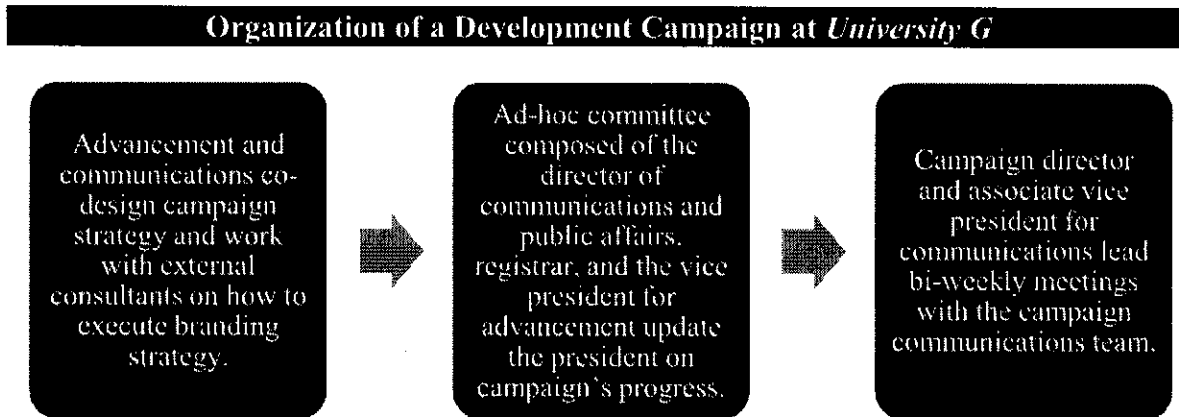 Organization of a Development Campaign at University G
Advancement and
communications co-
design campaign
strategy and work
with external
consultants on how to
execute branding
strategy.
Ad-hoc committee
composed of the
director of
communications and
public affairs,
registrar, and the vice
president for
advancement update
the president on
campaign's progress.
Campaign director
and associate vice
president for
communications lead
bi-weekly meetings
with the campaign
communications team.